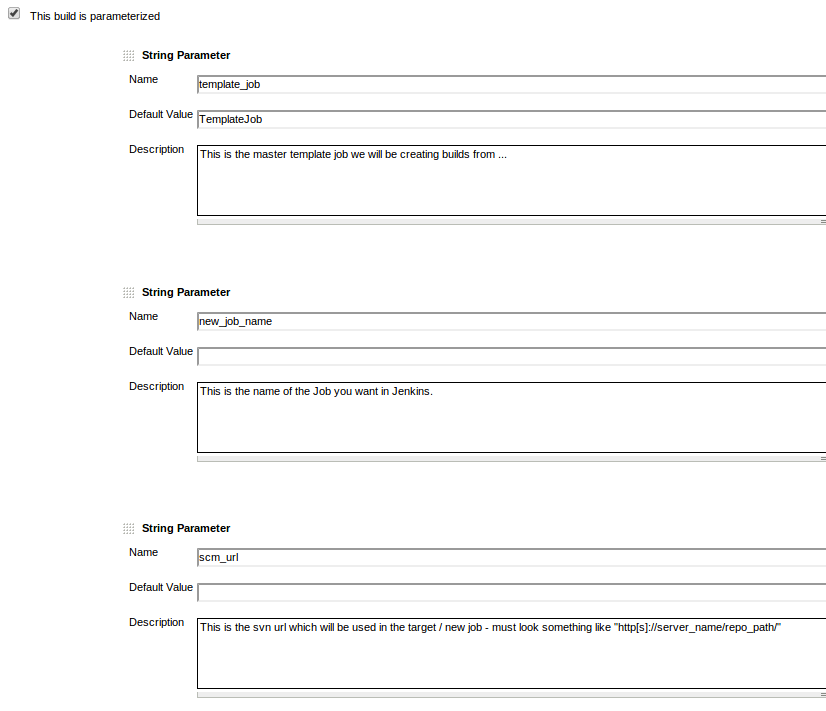 This build is parameterized
String Parameter
Name
template_job
Default Value
TemplateJob
Description
This is the master template job we will be creating builds from ...
String Parameter
Name
new_job_name
Default Value
Description
This is the name of the Job you want in Jenkins.
String Parameter
Name
scm_url
Default Value
Description
This is the svn url which will be used in the target / new job - must look something like "http[s]://server_name/repo_path/"